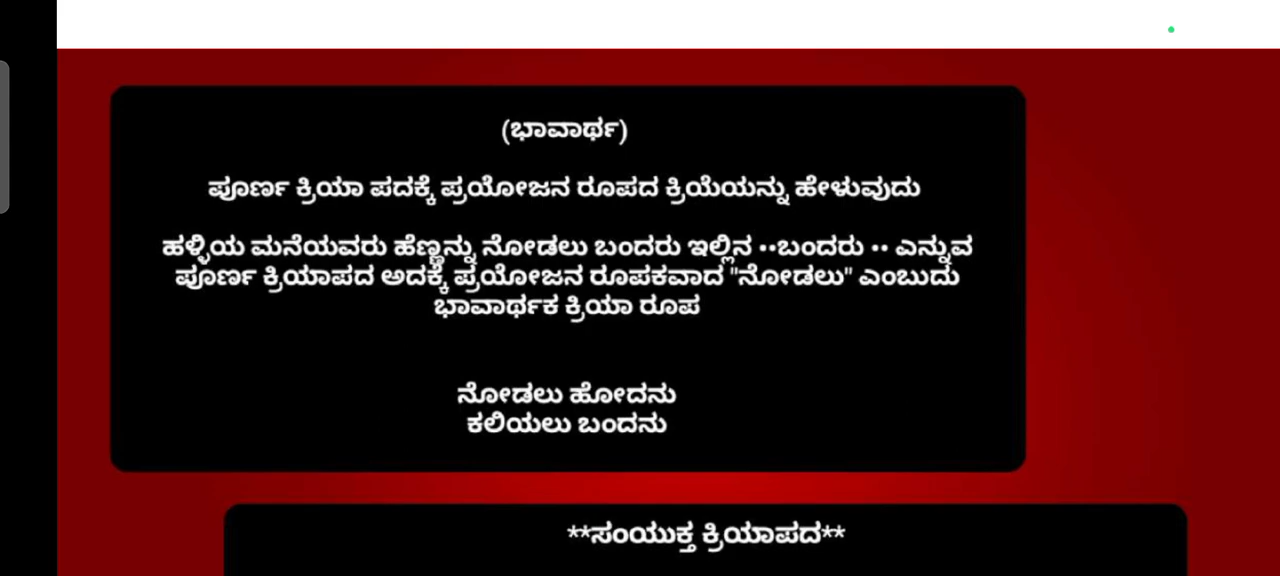 (ಭಾವಾರ್ಥ)
ಪೂರ್ಣ ಕ್ರಿಯಾ ಪದಕ್ಕೆ ಪ್ರಯೋಜನ ರೂಪದ ಕ್ರಿಯೆಯನ್ನು ಹೇಳುವುದು
ಹಳ್ಳಿಯ ಮನೆಯವರು ಹೆಣ್ಣನ್ನು ನೋಡಲು ಬಂದರು ಇಲ್ಲಿನ ••ಬಂದರು •• ಎನ್ನುವ
ಪೂರ್ಣ ಕ್ರಿಯಾಪದ ಅದಕ್ಕೆ ಪ್ರಯೋಜನ ರೂಪಕವಾದ "ನೋಡಲು" ಎಂಬುದು
ಭಾವಾರ್ಥಕ ಕ್ರಿಯಾ ರೂಪ
ನೋಡಲು ಹೋದನು
ಕಲಿಯಲು ಬಂದನು
**ಸಂಯುಕ್ತ ಕ್ರಿಯಾಪದ**